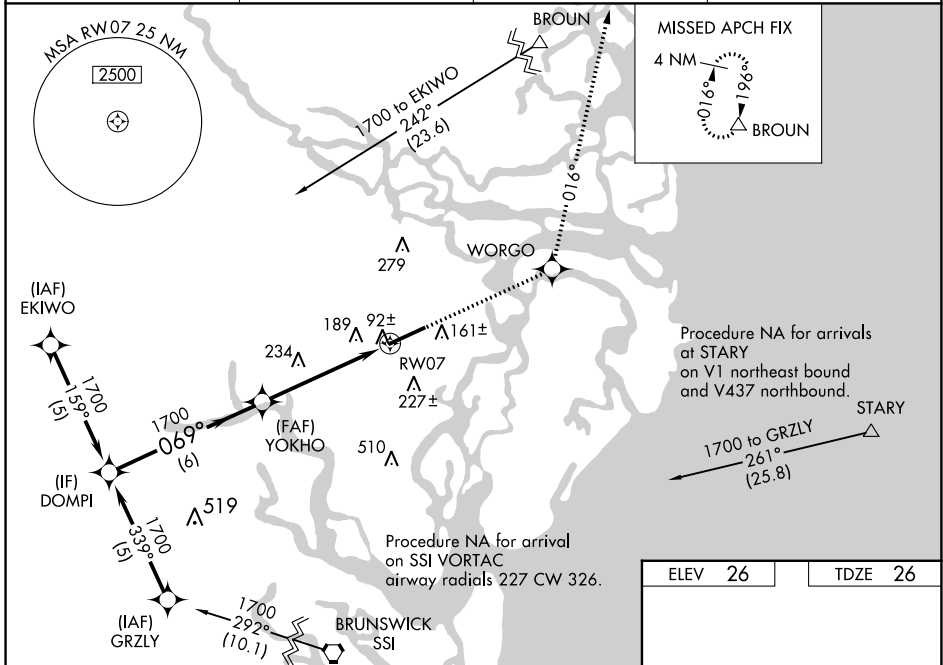 MSA RW07 25 NM
2500
BROUN
1700 to EKIWO
242°
(23.6)
016°
MISSED APCH FIX
4 NM
016°
196°
BROUN
WORGO
279
(IAF)
EKIWO
1700
159°
(5)
189
92±
161±
234
RW07
227±
1700
069°
(6)
(FAF)
YOKHO
510
(IF)
DOMPI
519
1700
339°
(5)
Procedure NA for arrivals
at STARY
on V1 northeast bound
and V437 northbound.
STARY
1700 to GRZLY
261°
(25.8)
Procedure NA for arrival
on SSI VORTAC
airway radials 227 CW 326.
(IAF)
GRZLY
1700
292°
(10.1)
BRUNSWICK
SSI
ELEV 26
TDZE 26